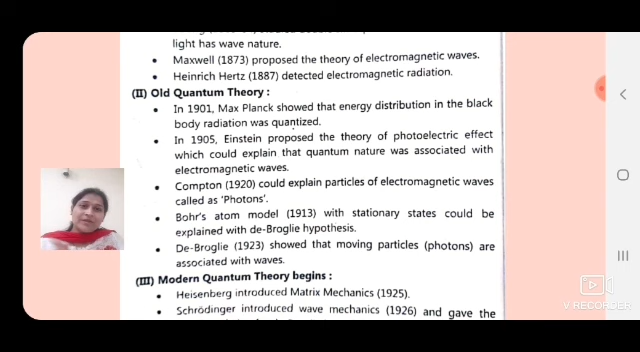 light has wave nature.
• Maxwell (1873) proposed the theory of electromagnetic waves.
• Heinrich Hertz (1887) detected electromagnetic radiation.
(II) Old Quantum Theory :
• In 1901, Max Planck showed that energy distribution in the black
body radiation was quantized.
• In 1905, Einstein proposed the theory of photoelectric effect
which could explain that quantum nature was associated with
electromagnetic waves.
• Compton (1920) could explain particles of electromagnetic waves
called as 'Photons'.
• Bohr's atom model (1913) with stationary states could be
explained with de-Broglie hypothesis.
• De-Broglie (1923) showed that moving particles (photons) are
associated with waves.
(III) Modern Quantum Theory begins :
• Heisenberg introduced Matrix Mechanics (1925).
• Schrödinger introduced wave mechanics (1926) and gave the
V RECORDER